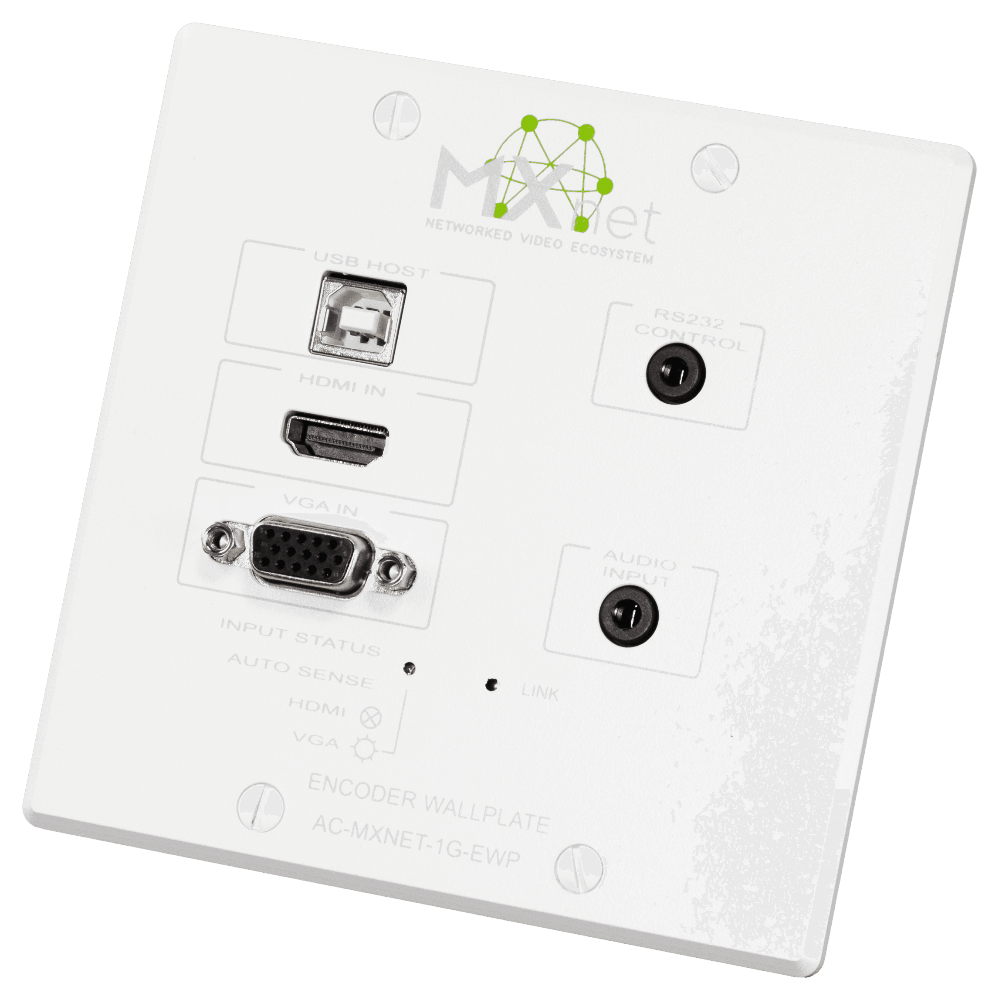 MXnet
NETWORKED VIDEO ECOSYSTEM
USB HOST
HDMI IN
VGA IN
RS232
CONTROL
AUDIO
INPUT
INPUT STATUS
AUTO SENSE
HDMI
VGA
LINK
ENCODER WALLPLATE
AC-MXNET-1G-EWP